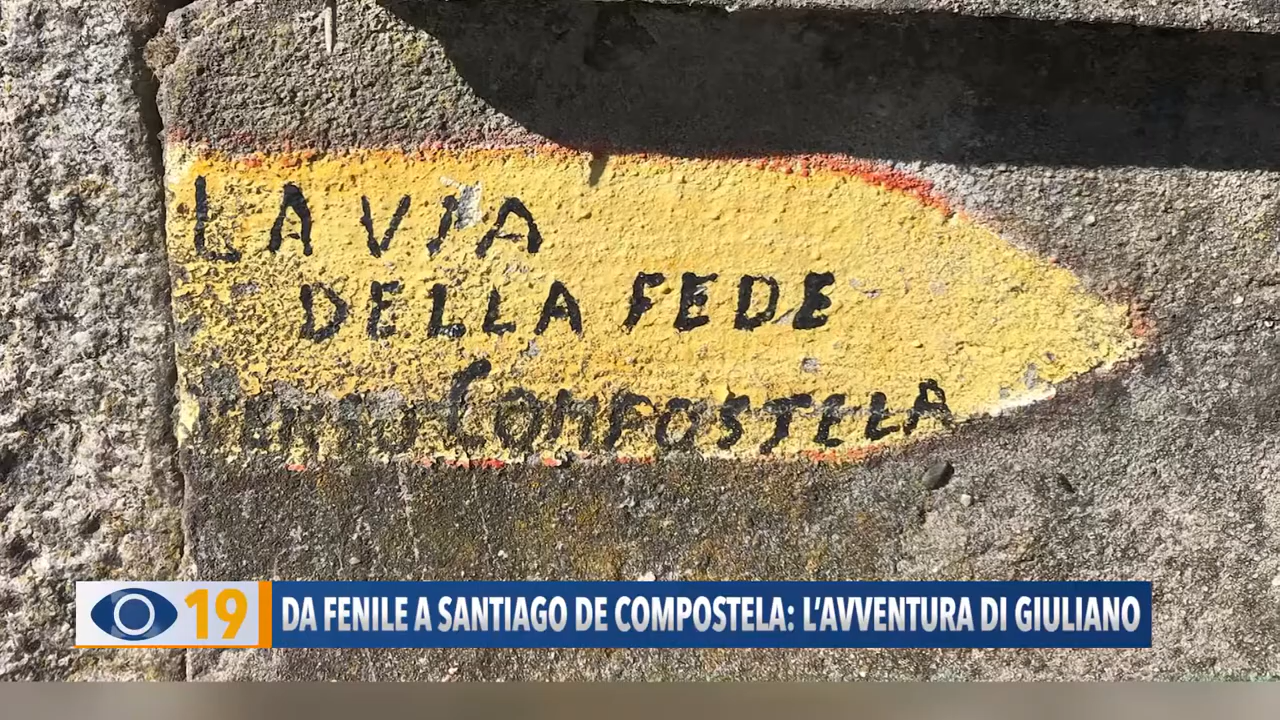 LA VIA
DELLA FEDE
COMPOSTELA
19
DA FENILE A SANTIAGO DE COMPOSTELA: L'AVVENTURA DI GIULIANO